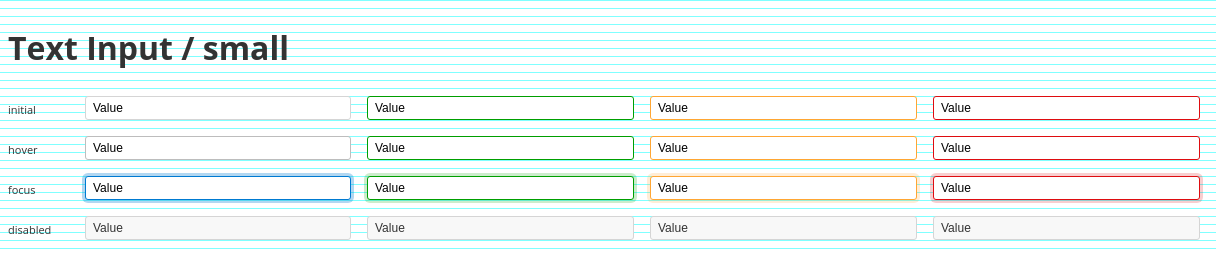 Text Input / small
initial Value Value Value Value
hover Value Value Value Value
focus Value Value Value Value
disabled Value Value Value Value